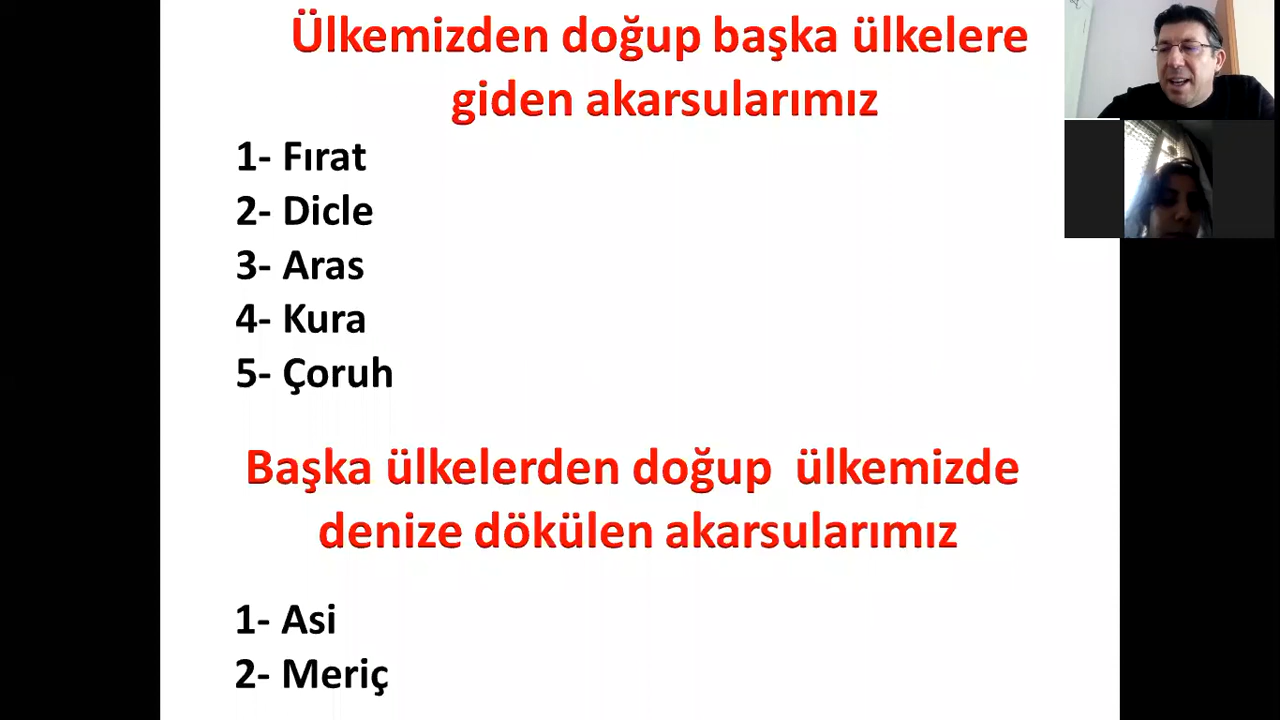 Ülkemizden doğup başka ülkelere
giden akarsularımız
1- Fırat
2- Dicle
3- Aras
4- Kura
5- Çoruh
Başka ülkelerden doğup ülkemizde
denize dökülen akarsularımız
1- Asi
2- Meriç